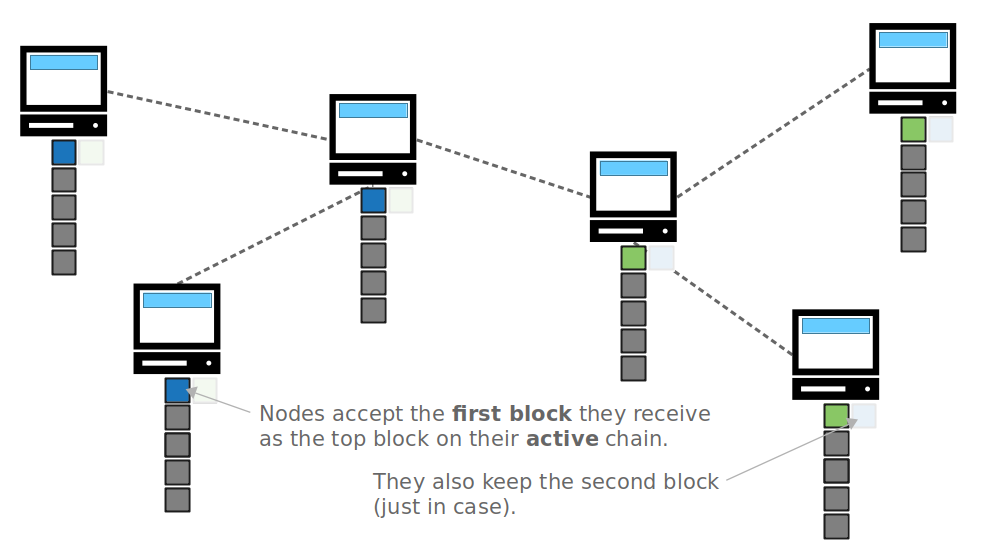 Nodes accept the first block they receive
as the top block on their active chain.
They also keep the second block
(just in case).